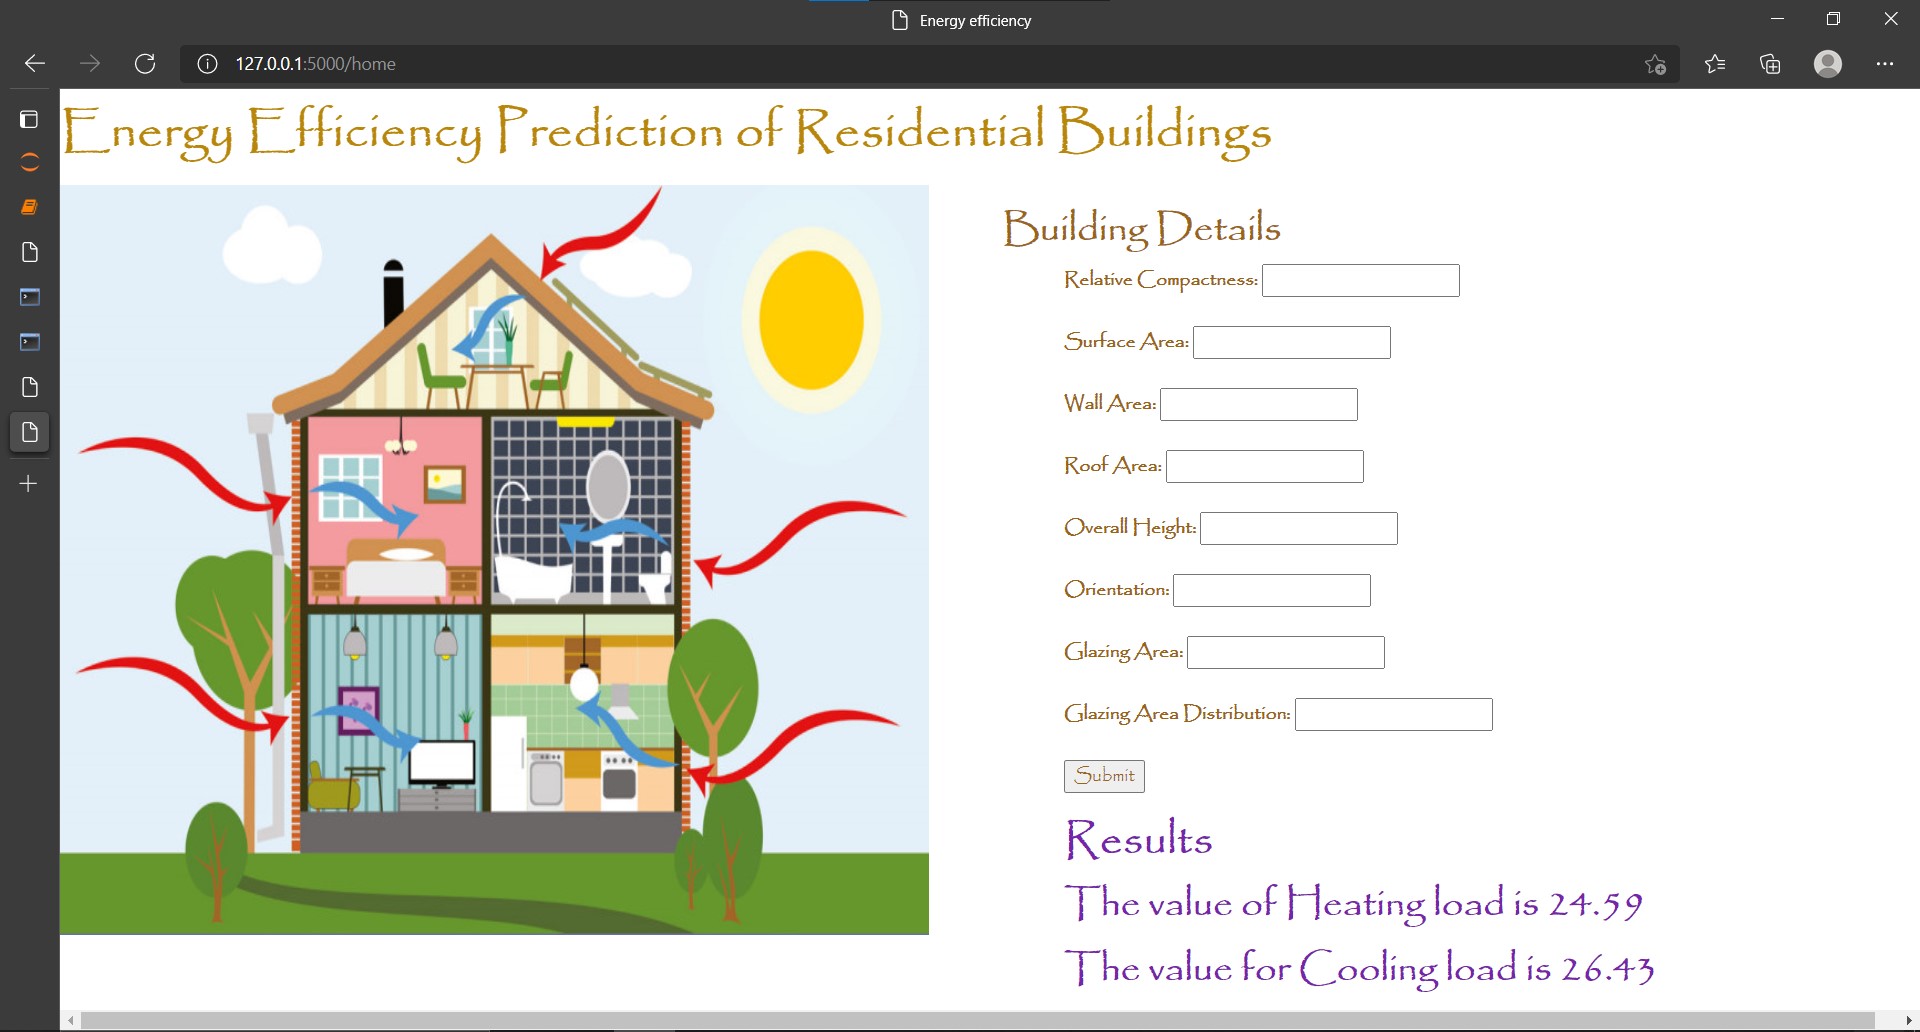 Energy efficiency
127.0.0.1:5000/home
Energy Efficiency Prediction of Residential Buildings
Building Details
Relative Compactness:
Surface Area:
Wall Area:
Roof Area:
Overall Height:
Orientation:
Glazing Area:
Glazing Area Distribution:
Submit
Results
The value of Heating load is 24.59
The value for Cooling load is 26.43